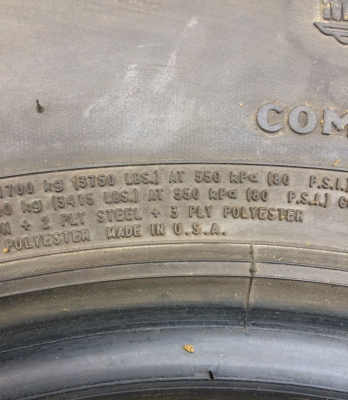 COM
1700 kg (3750 LBS.) AT 550 kPa (80 P.S.I.)
50 kg (3415 LBS.) AT 550 kPa (80 P.S.I.) C
N + 2 PLY STEEL + 3 PLY POLYESTER
POLYESTER MADE IN U.S.A.